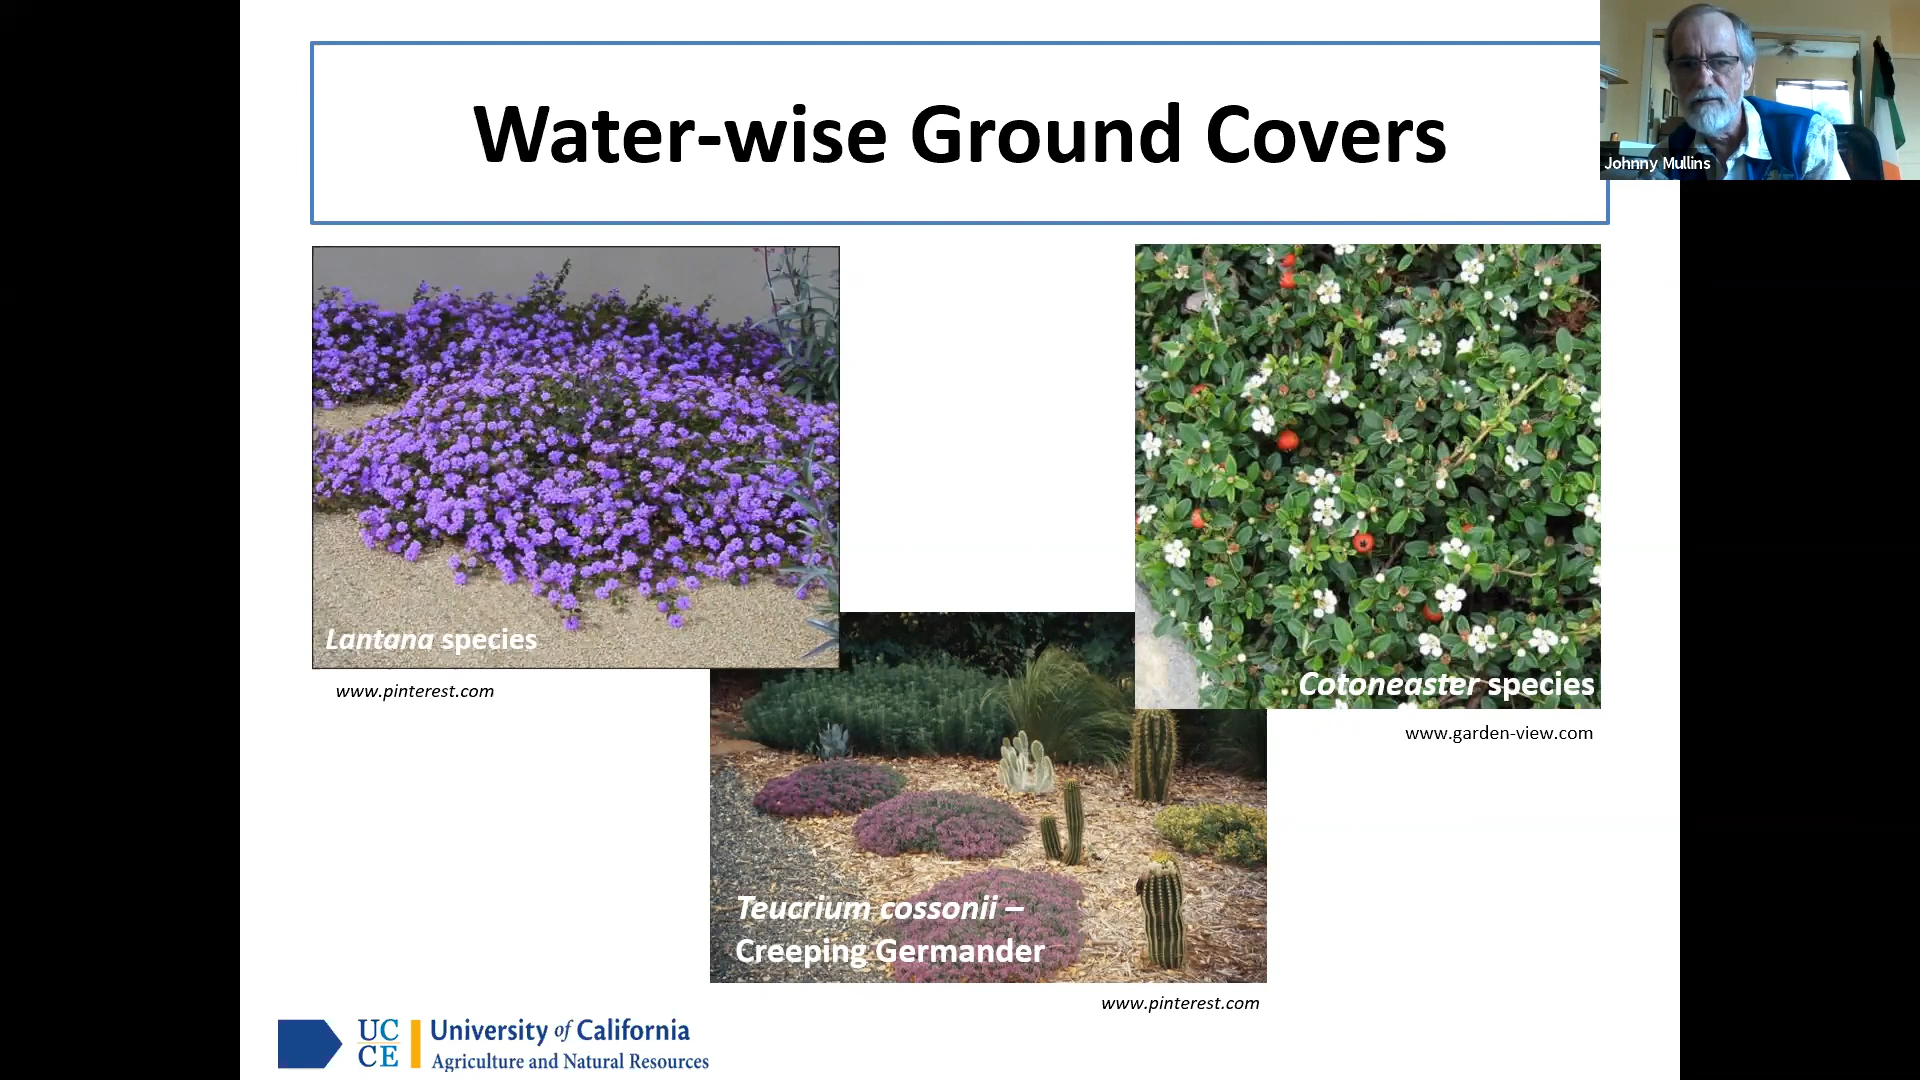 Water-wise Ground Covers
Johnny Mullins
Lantana species
www.pinterest.com
Cotoneaster species
www.garden-view.com
Teucrium cossonii –
Creeping Germander
www.pinterest.com
UC
CE
University of California
Agriculture and Natural Resources